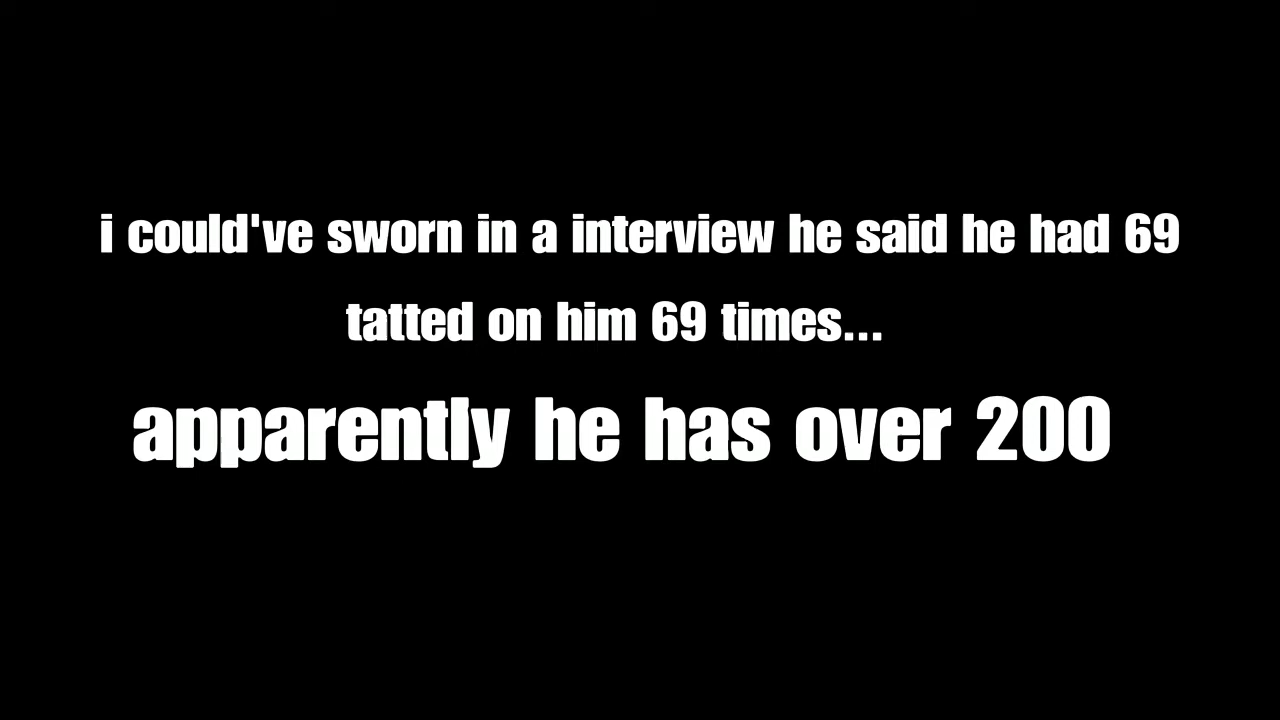 i could've sworn in a interview he said he had 69
tatted on him 69 times...
apparently he has over 200